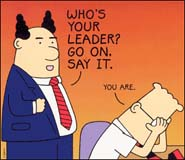 WHO'S
YOUR
LEADER?
GO ON.
SAY IT.
YOU ARE.